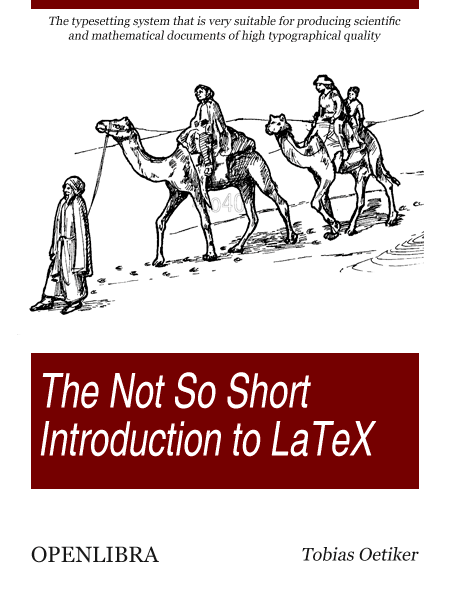 The typesetting system that is very suitable for producing scientific
and mathematical documents of high typographical quality
The Not So Short
Introduction to LaTeX
OPENLIBRA
Tobias Oetiker